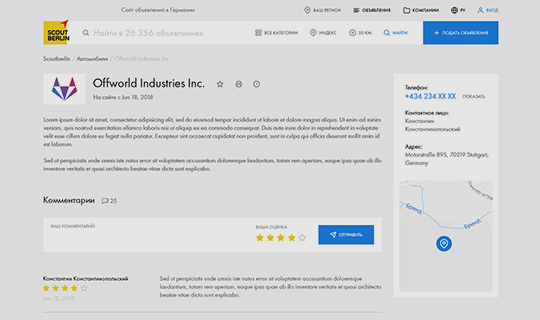 Сайт объявлений в Германии
ВАШ РЕГИОН
ОБЪЯВЛЕНИЯ
КОМПАНИИ
РУ
ВХОД
SCOUT
BERLIN
Найти в 26 356 объявлениях
ВСЕ КАТЕГОРИИ
ИНДЕКС
50 КМ
НАЙТИ
+ ПОДАТЬ ОБЪЯВЛЕНИЕ
Scoutberlin / Автомобили / Offworld Industries Inc.
Offworld Industries Inc.
На сайте с Jun 18, 2018
Lorem ipsum dolor sit amet, consectetur adipisicing elit, sed do eiusmod tempor incididunt ut labore et dolore magna aliqua. Ut enim ad minim
veniam, quis nostrud exercitation ullamco laboris nisi ut aliquip ex ea commodo consequat. Duis aute irure dolor in reprehenderit in voluptate
velit esse cillum dolore eu fugiat nulla pariatur. Excepteur sint occaecat cupidatat non proident, sunt in culpa qui officia deserunt mollit anim id
est laborum.
Sed ut perspiciatis unde omnis iste natus error sit voluptatem accusantium doloremque laudantium, totam rem aperiam, eaque ipsa quae ab illo
inventore veritatis et quasi architecto beatae vitae dicta sunt explicabo.
Телефон:
+434 234 XX XX ПОКАЗАТЬ
Контактное лицо:
Константин
Константинопольский
Адрес:
Motorstraße 895, 70219 Stuttgart,
Germany
Комментарии 25
ВАШ КОММЕНТАРИЙ
ВАША ОЦЕНКА
ОТПРАВИТЬ
Бренд
Бренд
Константин Константинопольский
Jun 18, 2018
Sed ut perspiciatis unde omnis iste natus error sit voluptatem accusantium doloremque
laudantium, totam rem aperiam, eaque ipsa quae ab illo inventore veritatis et quasi architecto
beatae vitae dicta sunt explicabo.